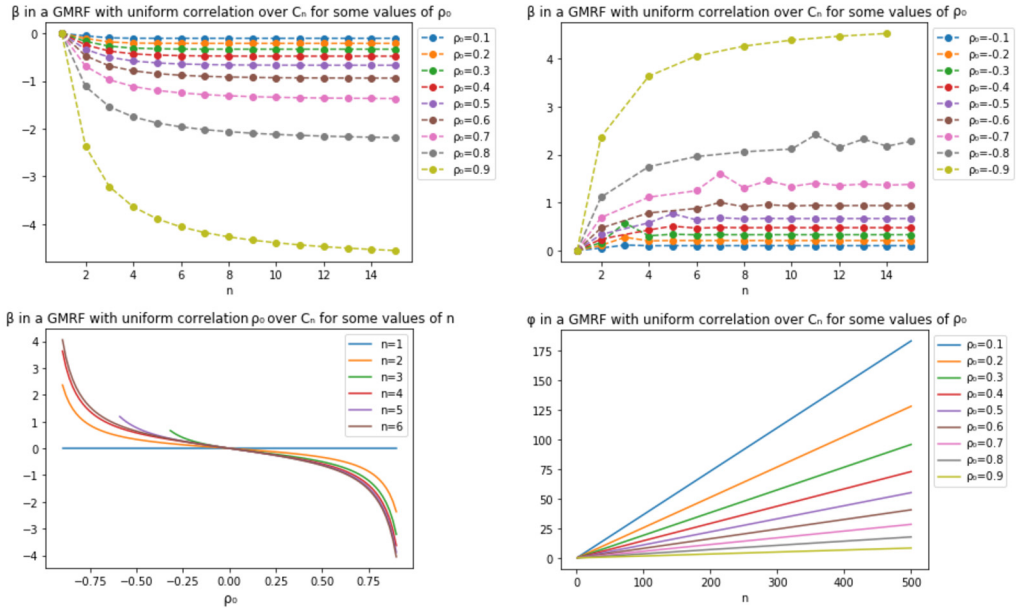 β in a GMRF with uniform correlation over Cₙ for some values of ρ₀
0
−1
−2
−3
−4
2
4
6
8
10
12
14
n
ρ₀=0.1
ρ₀=0.2
ρ₀=0.3
ρ₀=0.4
ρ₀=0.5
ρ₀=0.6
ρ₀=0.7
ρ₀=0.8
ρ₀=0.9
β in a GMRF with uniform correlation over Cₙ for some values of ρ₀
4
3
2
1
0
2
4
6
8
10
12
14
n
ρ₀=-0.1
ρ₀=-0.2
ρ₀=-0.3
ρ₀=-0.4
ρ₀=-0.5
ρ₀=-0.6
ρ₀=-0.7
ρ₀=-0.8
ρ₀=-0.9
β in a GMRF with uniform correlation ρ₀ over Cₙ for some values of n
4
3
2
1
0
−1
−2
−3
−4
−0.75
−0.50
−0.25
0.00
0.25
0.50
0.75
ρ₀
n=1
n=2
n=3
n=4
n=5
n=6
φ in a GMRF with uniform correlation over Cₙ for some values of ρ₀
175
150
125
100
75
50
25
0
0
100
200
300
400
500
n
ρ₀=0.1
ρ₀=0.2
ρ₀=0.3
ρ₀=0.4
ρ₀=0.5
ρ₀=0.6
ρ₀=0.7
ρ₀=0.8
ρ₀=0.9